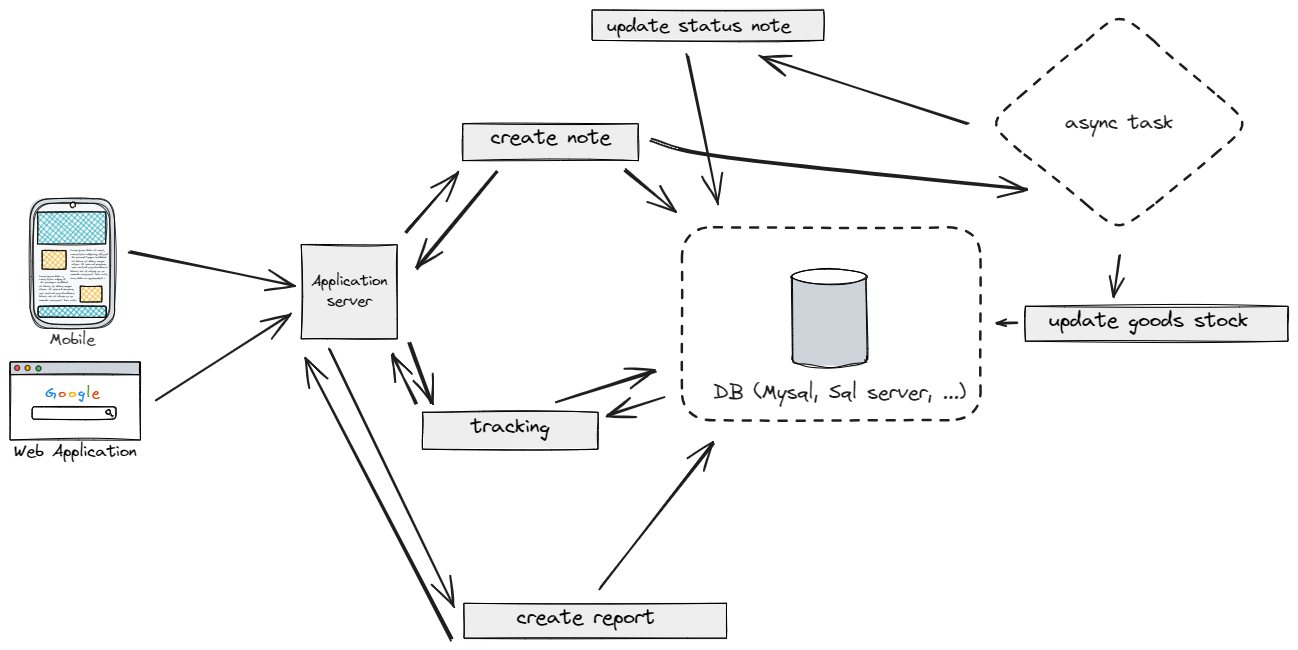 update status note
async task
create note
Mobile
Application
server
update goods stock
Google
DB (Mysql, Sql server, ...)
Web Application
tracking
create report